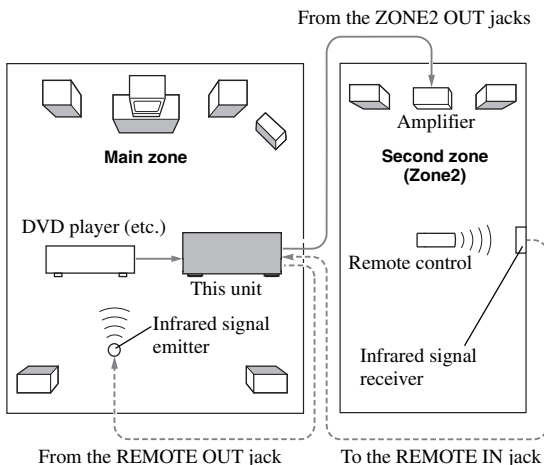 From the ZONE2 OUT jacks
Main zone
Amplifier
Second zone
(Zone2)
DVD player (etc.)
This unit
Remote control
Infrared signal
emitter
Infrared signal
receiver
From the REMOTE OUT jack
To the REMOTE IN jack